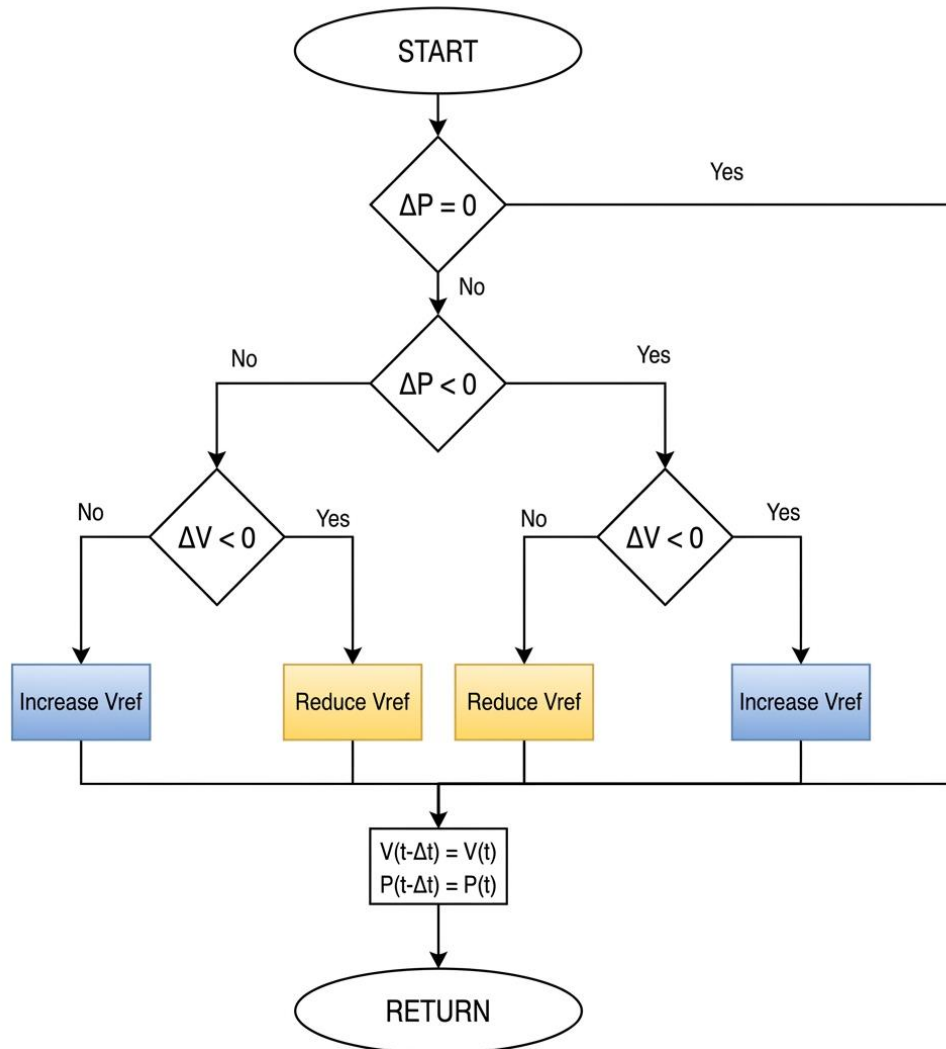 START
ΔP = 0
Yes
No
ΔP < 0
No
Yes
ΔV < 0
No
Yes
ΔV < 0
No
Yes
Increase Vref
Reduce Vref
Reduce Vref
Increase Vref
V(t-Δt) = V(t)
P(t-Δt) = P(t)
RETURN